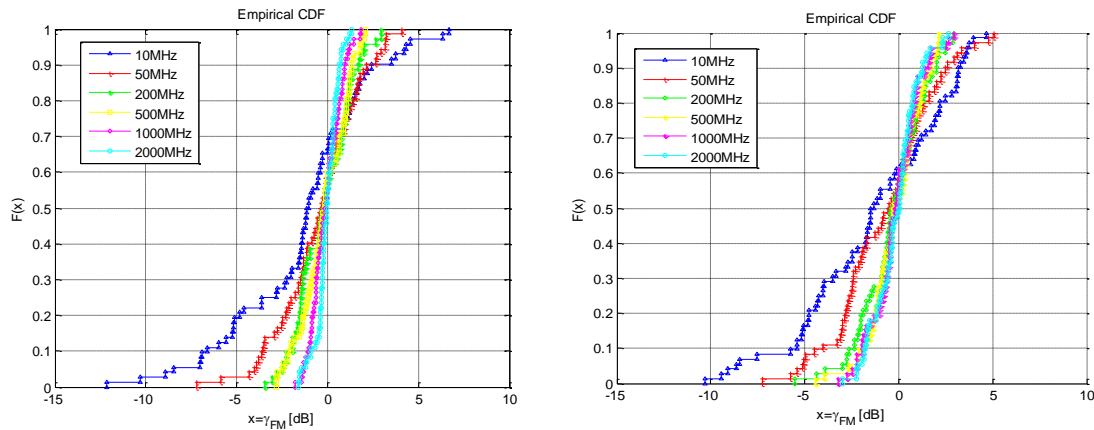 Empirical CDF
1
0.9
0.8
0.7
0.6
0.5
0.4
0.3
0.2
0.1
0
F(x)
10MHz
50MHz
200MHz
500MHz
1000MHz
2000MHz
-15
-10
-5
0
5
10
x=γFM [dB]
Empirical CDF
1
0.9
0.8
0.7
0.6
0.5
0.4
0.3
0.2
0.1
0
F(x)
10MHz
50MHz
200MHz
500MHz
1000MHz
2000MHz
-15
-10
-5
0
5
10
x=γFM [dB]